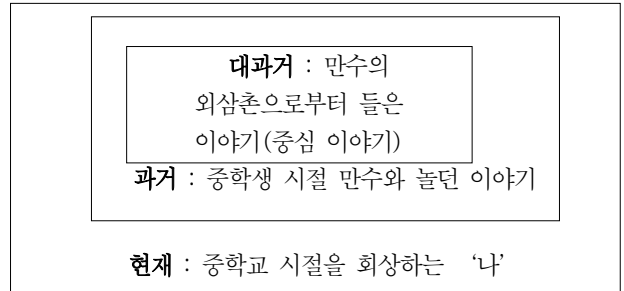 대과거 : 만수의
외삼촌으로부터 들은
이야기(중심 이야기)
과거 : 중학생 시절 만수와 놀던 이야기
현재 : 중학교 시절을 회상하는 ‘나’